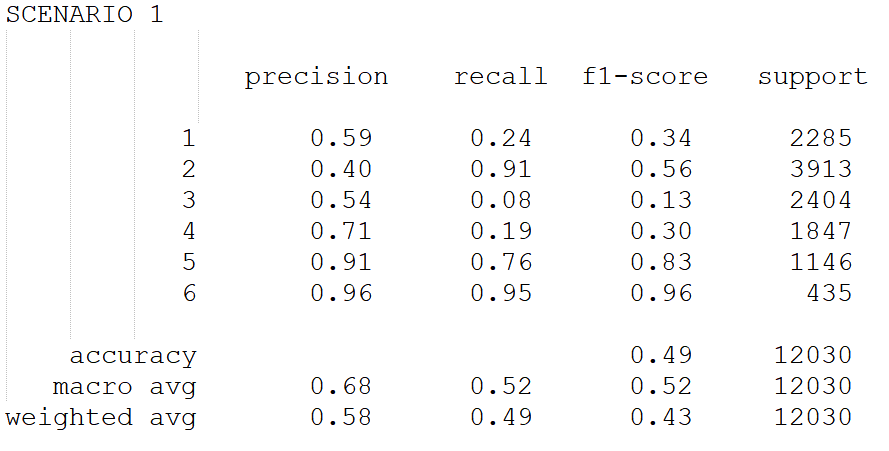 SCENARIO 1
precision recall f1-score support
1 0.59 0.24 0.34 2285
2 0.40 0.91 0.56 3913
3 0.54 0.08 0.13 2404
4 0.71 0.19 0.30 1847
5 0.91 0.76 0.83 1146
6 0.96 0.95 0.96 435
accuracy 0.49 12030
macro avg 0.68 0.52 0.52 12030
weighted avg 0.58 0.49 0.43 12030